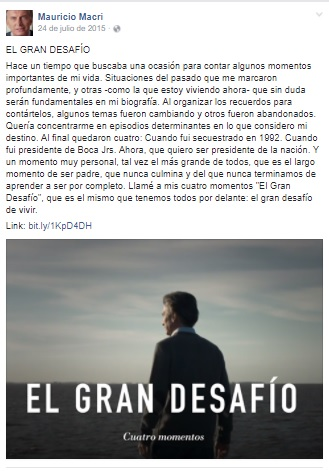 Mauricio Macri
24 de julio de 2015 ·
EL GRAN DESAFÍO
Hace un tiempo que buscaba una ocasión para contar algunos momentos
importantes de mi vida. Situaciones del pasado que me marcaron
profundamente, y otras -como la que estoy viviendo ahora- que sin duda
serán fundamentales en mi biografía. Al organizar los recuerdos para
contártelos, algunos temas fueron cambiando y otros fueron abandonados.
Quería concentrarme en episodios determinantes en lo que considero mi
destino. Al final quedaron cuatro: Cuando fui secuestrado en 1992. Cuando
fui presidente de Boca Jrs. Ahora, que quiero ser presidente de la nación. Y
un momento muy personal, tal vez el más grande de todos, que es el largo
momento de ser padre, que nunca culmina y del que nunca terminamos de
aprender a ser por completo. Llamé a mis cuatro momentos "El Gran
Desafío", que es el mismo que tenemos todos por delante: el gran desafío
de vivir.
Link: bit.ly/1KpD4DH
EL GRAN DESAFÍO
Cuatro momentos